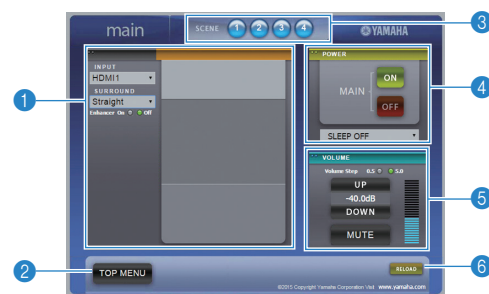 main
SCENE 1 2 3 4
YAMAHA
3
1
INPUT
HDMI1
SURROUND
Straight
Enhancer On Off
POWER
MAIN
ON
OFF
SLEEP OFF
4
VOLUME
Volume Step 0.5 5.0
UP
-40.0dB
DOWN
MUTE
5
2
TOP MENU
RELOAD
6
©2015 Copyright Yamaha Corporation Visit www.yamaha.com